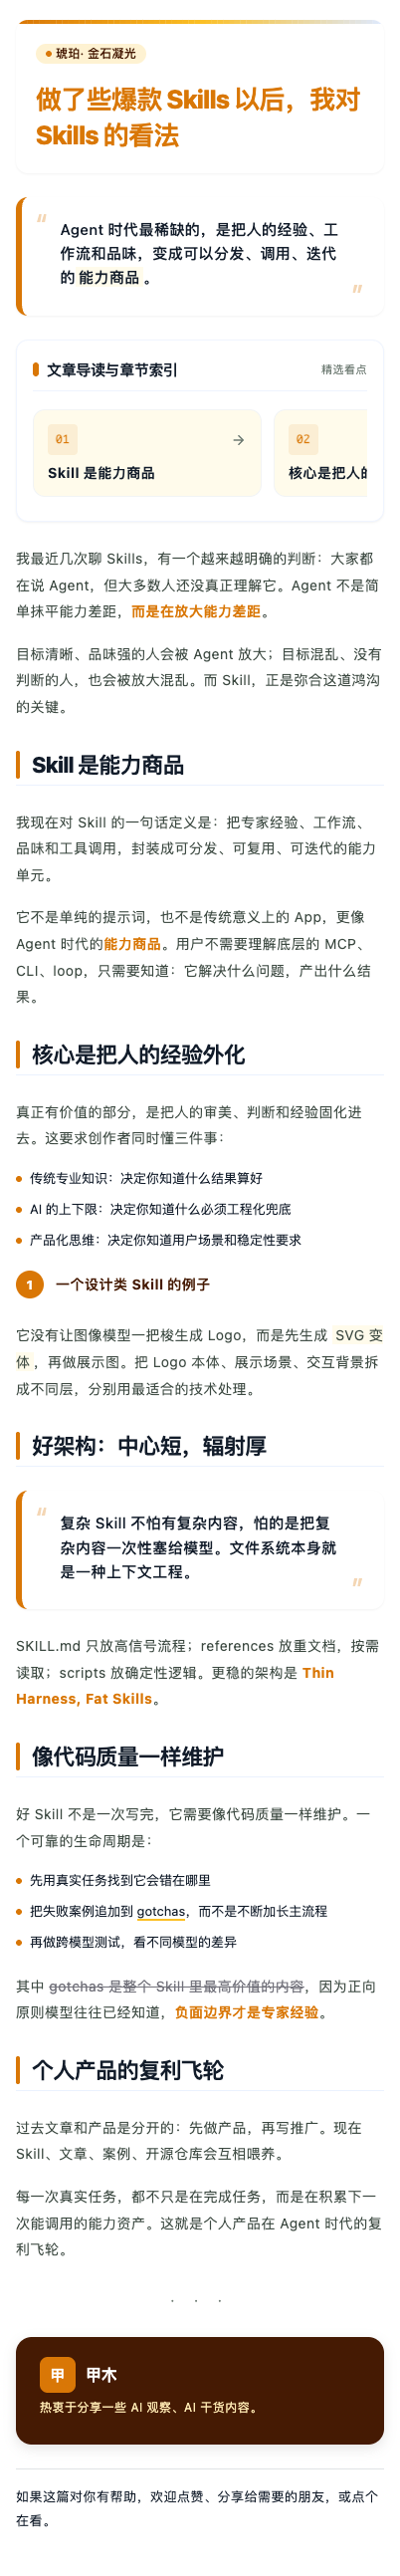 琥珀· 金石凝光
做了些爆款 Skills 以后，我对
Skills 的看法
“
Agent 时代最稀缺的，是把人的经验、工
作流和品味，变成可以分发、调用、迭代
的 能力商品 。
”
文章导读与章节索引 精选看点
01 →
Skill 是能力商品
02
核心是把人的
我最近几次聊 Skills，有一个越来越明确的判断：大家都
在说 Agent，但大多数人还没真正理解它。Agent 不是简
单抹平能力差距，而是在放大能力差距。
目标清晰、品味强的人会被 Agent 放大；目标混乱、没有
判断的人，也会被放大混乱。而 Skill，正是弥合这道鸿沟
的关键。
Skill 是能力商品
我现在对 Skill 的一句话定义是：把专家经验、工作流、
品味和工具调用，封装成可分发、可复用、可迭代的能力
单元。
它不是单纯的提示词，也不是传统意义上的 App，更像
Agent 时代的能力商品。用户不需要理解底层的 MCP、
CLI、loop，只需要知道：它解决什么问题，产出什么结
果。
核心是把人的经验外化
真正有价值的部分，是把人的审美、判断和经验固化进
去。这要求创作者同时懂三件事：
• 传统专业知识：决定你知道什么结果算好
• AI 的上下限：决定你知道什么必须工程化兜底
• 产品化思维：决定你知道用户场景和稳定性要求
1 一个设计类 Skill 的例子
它没有让图像模型一把梭生成 Logo，而是先生成 SVG 变
体 ，再做展示图。把 Logo 本体、展示场景、交互背景拆
成不同层，分别用最适合的技术处理。
好架构：中心短，辐射厚
“
复杂 Skill 不怕有复杂内容，怕的是把复
杂内容一次性塞给模型。文件系统本身就
是一种上下文工程。
”
SKILL.md 只放高信号流程；references 放重文档，按需
读取；scripts 放确定性逻辑。更稳的架构是 Thin
Harness, Fat Skills。
像代码质量一样维护
好 Skill 不是一次写完，它需要像代码质量一样维护。一
个可靠的生命周期是：
• 先用真实任务找到它会错在哪里
• 把失败案例追加到 gotchas，而不是不断加长主流程
• 再做跨模型测试，看不同模型的差异
其中 gotchas 是整个 Skill 里最高价值的内容，因为正向
原则模型往往已经知道，负面边界才是专家经验。
个人产品的复利飞轮
过去文章和产品是分开的：先做产品，再写推广。现在
Skill、文章、案例、开源仓库会互相喂养。
每一次真实任务，都不只是在完成任务，而是在积累下一
次能调用的能力资产。这就是个人产品在 Agent 时代的复
利飞轮。
· · ·
甲 甲木
热衷于分享一些 AI 观察、AI 干货内容。
如果这篇对你有帮助，欢迎点赞、分享给需要的朋友，或点个
在看。